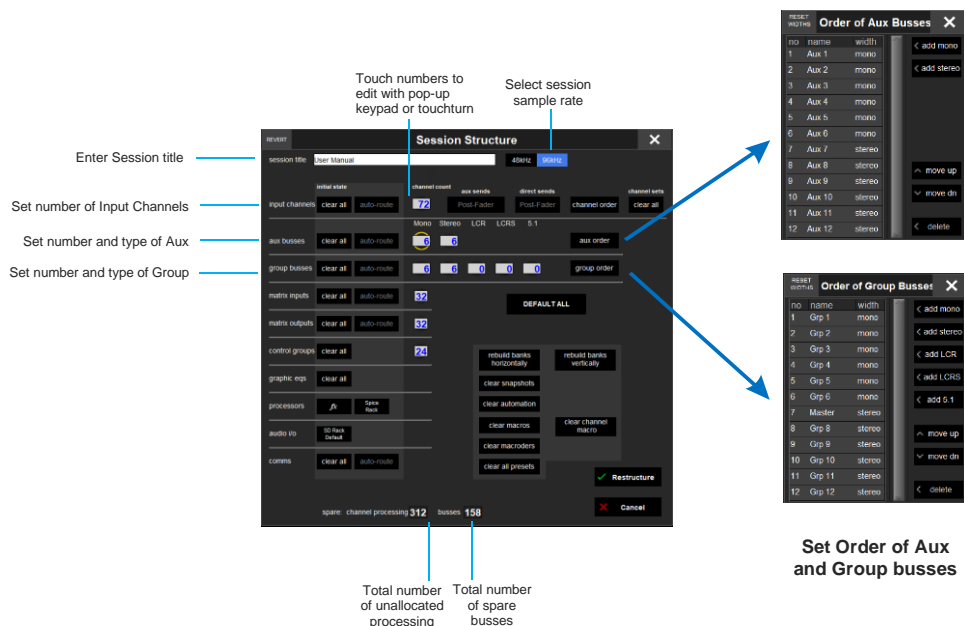 Touch numbers to
edit with pop-up
keypad or touchturn
Select session
sample rate
Enter Session title
Set number of Input Channels
Set number and type of Aux
Set number and type of Group
REVERT
Session Structure
session title
User Manual
48kHz
96kHz
initial state
channel count
aux sends
direct sends
channel sets
input channels
clear all
auto-route
72
Post-Fader
Post-Fader
channel order
clear all
Mono Stereo LCR LCRS 5.1
aux busses
clear all
auto-route
6
6
aux order
group busses
clear all
auto-route
6
6
0
0
0
group order
matrix inputs
clear all
auto-route
32
DEFAULT ALL
matrix outputs
clear all
auto-route
32
control groups
clear all
24
graphic eqs
clear all
processors
fx
Spice
Rack
audio i/o
SD Rack
Default
comms
clear all
auto-route
rebuild banks
horizontally
rebuild banks
vertically
clear snapshots
clear automation
clear macros
clear channel
macro
clear macroders
clear all presets
Restructure
Cancel
spare: channel processing 312 busses 158
Total number
of unallocated
processing
Total number
of spare
busses
RESET
WIDTHS
Order of Aux Busses
no name width
1 Aux 1 mono
2 Aux 2 mono
3 Aux 3 mono
4 Aux 4 mono
5 Aux 5 mono
6 Aux 6 mono
7 Aux 7 stereo
8 Aux 8 stereo
9 Aux 9 stereo
10 Aux 10 stereo
11 Aux 11 stereo
12 Aux 12 stereo
< add mono
< add stereo
move up
move dn
< delete
RESET
WIDTHS
Order of Group Busses
no name width
1 Grp 1 mono
2 Grp 2 mono
3 Grp 3 mono
4 Grp 4 mono
5 Grp 5 mono
6 Grp 6 mono
7 Master stereo
8 Grp 8 stereo
9 Grp 9 stereo
10 Grp 10 stereo
11 Grp 11 stereo
12 Grp 12 stereo
< add mono
< add stereo
< add LCR
< add LCRS
< add 5.1
move up
move dn
< delete
Set Order of Aux
and Group busses